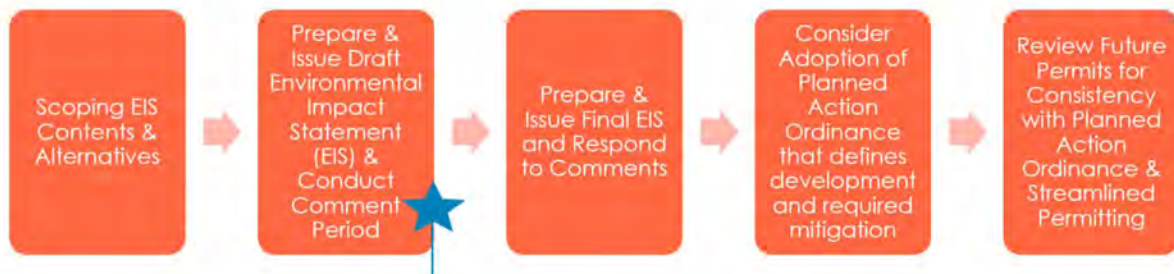 Scoping EIS
Contents &
Alternatives
Prepare &
Issue Draft
Environmental
Impact
Statement
(EIS) &
Conduct
Comment
Period
Prepare &
Issue Final EIS
and Respond
to Comments
Consider
Adoption of
Planned
Action
Ordinance
that defines
development
and required
mitigation
Review Future
Permits for
Consistency
with Planned
Action
Ordinance &
Streamlined
Permitting